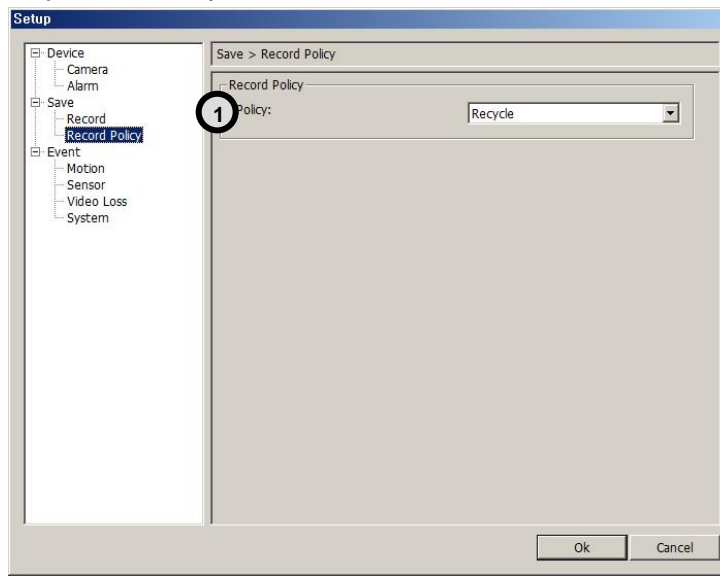 Setup
Device
Camera
Alarm
Save
Record
Record Policy
Event
Motion
Sensor
Video Loss
System
Save > Record Policy
Record Policy
1 Policy: Recycle
Ok Cancel